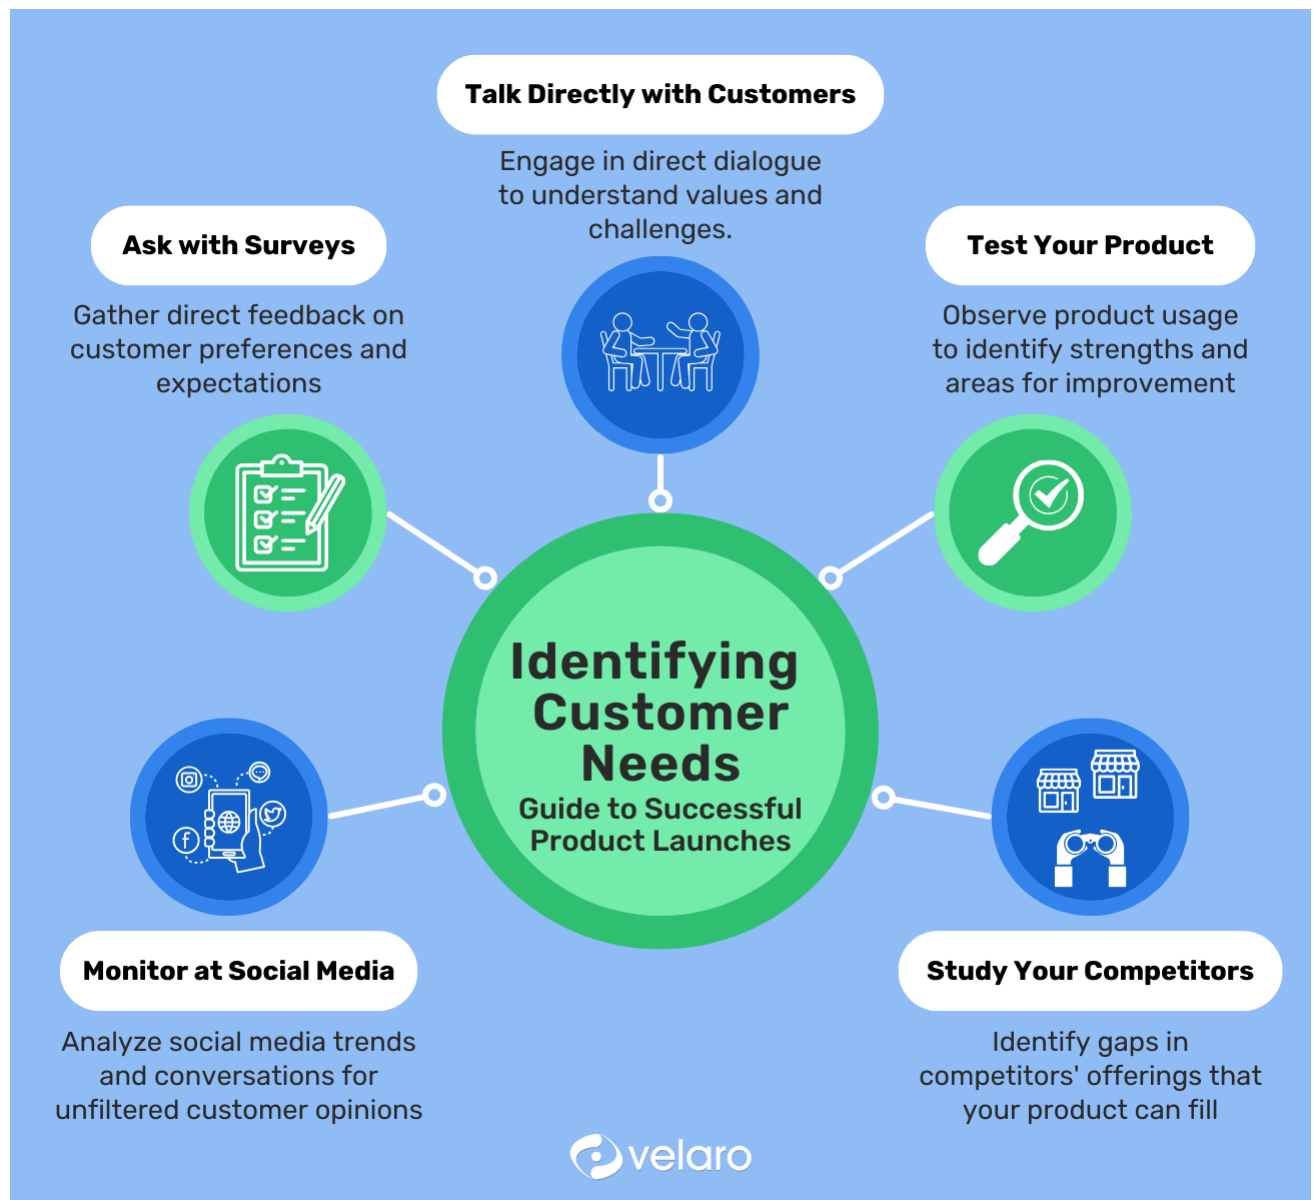 Talk Directly with Customers
Engage in direct dialogue
to understand values and
challenges.
Ask with Surveys
Gather direct feedback on
customer preferences and
expectations
Test Your Product
Observe product usage
to identify strengths and
areas for improvement
Identifying
Customer
Needs
Guide to Successful
Product Launches
Monitor at Social Media
Analyze social media trends
and conversations for
unfiltered customer opinions
Study Your Competitors
Identify gaps in
competitors' offerings that
your product can fill
velaro